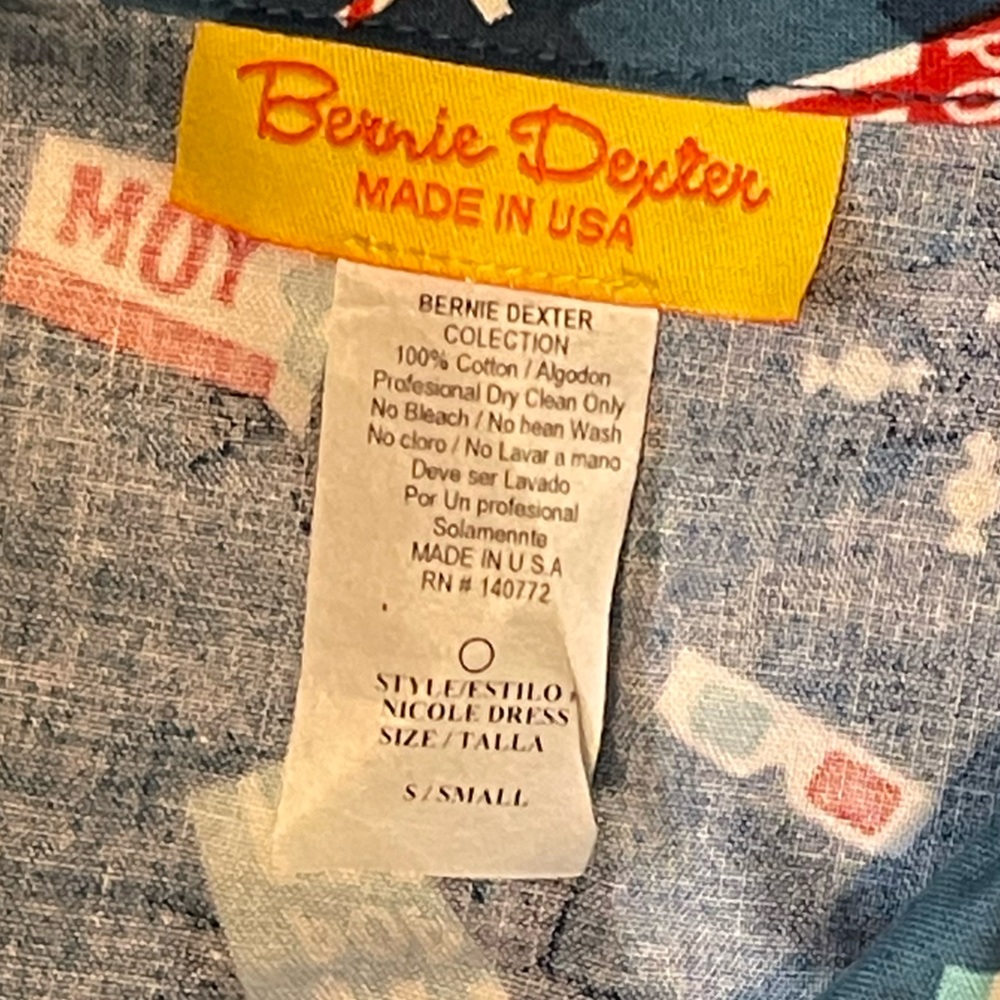 Bernie Dexter
MADE IN USA
MOY
BERNIE DEXTER
COLECTION
100% Cotton / Algodon
Profesional Dry Clean Only
No Bleach / No hean Wash
No cloro / No Lavar a mano
Deve ser Lavado
Por Un profesional
Solamennte
MADE IN U.S.A
RN # 140772
STYLE/ESTILO
NICOLE DRESS
SIZE / TALLA
S / SMALL